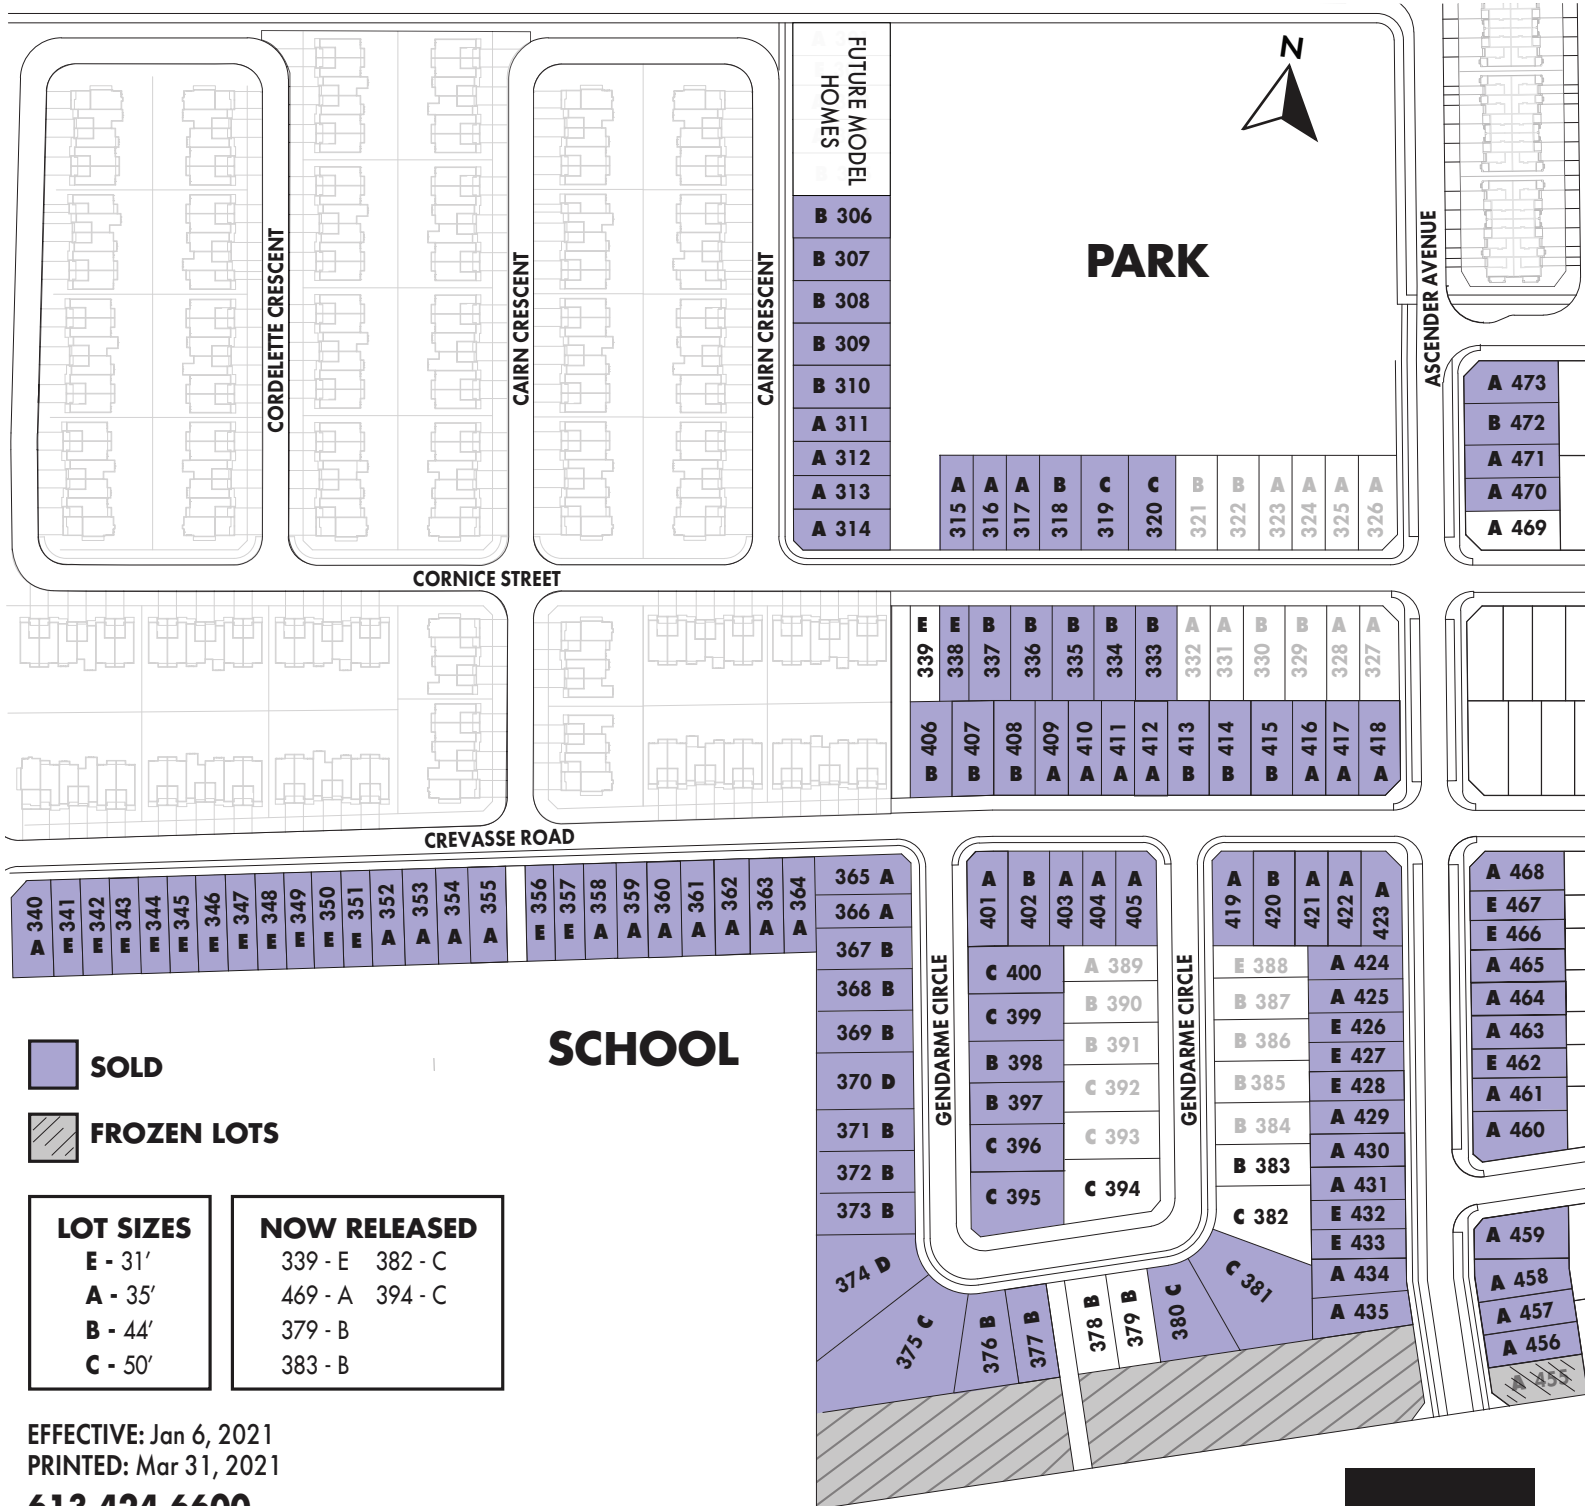 FUTURE MODEL
HOMES
N
PARK
CORDELETTE CRESCENT
CAIRN CRESCENT
CAIRN CRESCENT
ASCENDER AVENUE
B 306
B 307
B 308
B 309
B 310
A 311
A 312
A 313
A 314
A 473
B 472
A 471
A 470
A 469
A 315
A 316
A 317
B 318
C 319
C 320
B 321
B 322
A 323
A 324
A 325
A 326
CORNICE STREET
E 339
E 338
B 337
B 336
B 335
B 334
B 333
A 332
A 331
B 330
B 329
A 328
A 327
B 406
B 407
B 408
A 409
A 410
A 411
A 412
B 413
B 414
B 415
A 416
A 417
A 418
CREVASSE ROAD
A 340
E 341
E 342
E 343
E 344
E 345
E 346
E 347
E 348
E 349
E 350
E 351
A 352
A 353
A 354
A 355
E 356
E 357
A 358
A 359
A 360
A 361
A 362
A 363
A 364
365 A
366 A
367 B
368 B
369 B
370 D
371 B
372 B
373 B
374 D
375 C
376 B
377 B
378 B
379 B
380 C
C 381
GENDARME CIRCLE
401 A
402 B
403 A
404 A
405 A
C 400
C 399
B 398
B 397
C 396
C 395
A 389
B 390
B 391
C 392
C 393
C 394
GENDARME CIRCLE
419 A
420 B
421 A
422 A
423 A
E 388
B 387
B 386
B 385
B 384
B 383
C 382
A 424
A 425
E 426
E 427
E 428
A 429
A 430
A 431
E 432
E 433
A 434
A 435
A 468
E 467
E 466
A 465
A 464
A 463
E 462
A 461
A 460
A 459
A 458
A 457
A 456
A 455
SCHOOL
SOLD
FROZEN LOTS
LOT SIZES
E - 31'
A - 35'
B - 44'
C - 50'
NOW RELEASED
339 - E 382 - C
469 - A 394 - C
379 - B
383 - B
EFFECTIVE: Jan 6, 2021
PRINTED: Mar 31, 2021
613 424 6600